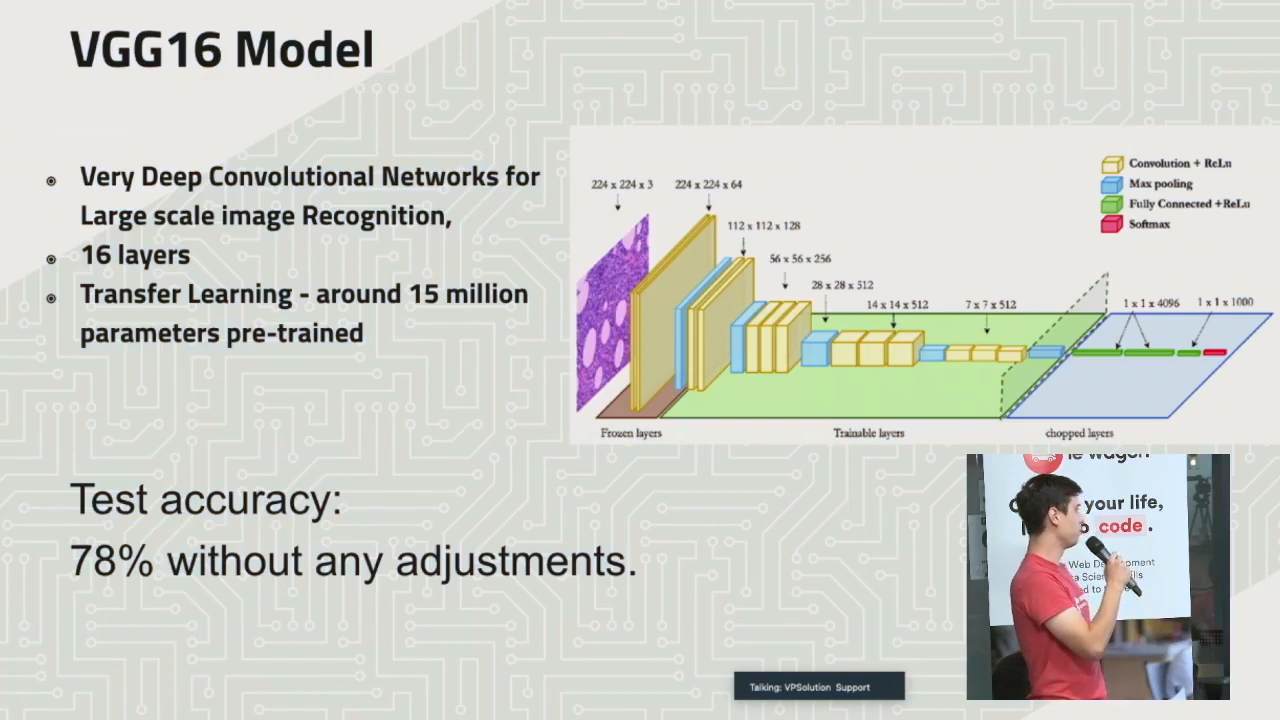 VGG16 Model
Very Deep Convolutional Networks for
Large scale image Recognition,
16 layers
Transfer Learning - around 15 million
parameters pre-trained
Convolution + ReLu
Max pooling
Fully Connected +ReLu
Softmax
224 x 224 x 3
224 x 224 x 64
112 x 112 x 128
56 x 56 x 256
28 x 28 x 512
14 x 14 x 512
7 x 7 x 512
1 x 1 x 4096
1 x 1 x 1000
Frozen layers
Trainable layers
chopped layers
Test accuracy:
78% without any adjustments.
le wagon
your life,
code.
Web
Talking: VPSolution Support